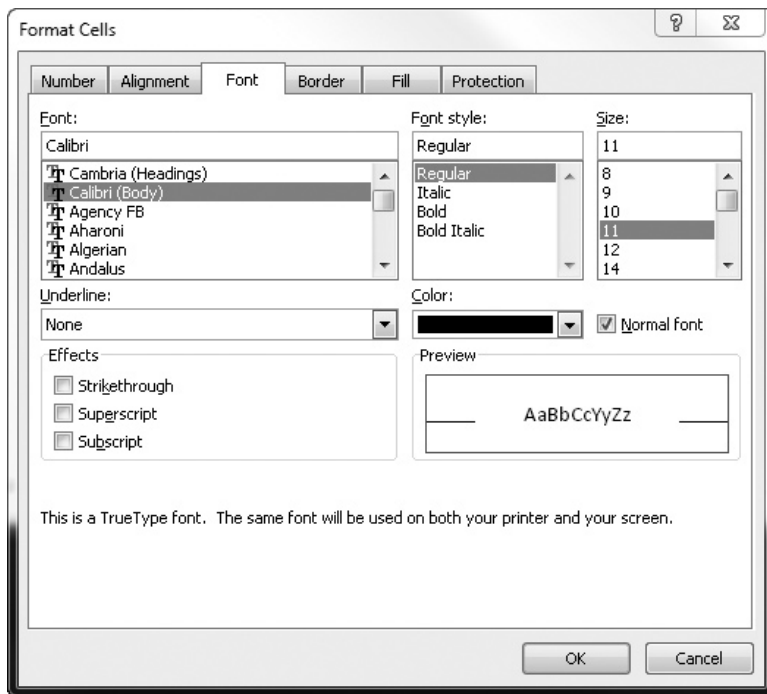 Format Cells
Number Alignment Font Border Fill Protection
Font: Font style: Size:
Calibri Regular 11
Cambria (Headings) Regular 8
Calibri (Body) Italic 9
Agency FB Bold 10
Aharoni Bold Italic 11
Algerian 12
Andalus 14
Underline: Color:
None Normal font
Effects Preview
Strikethrough
Superscript AaBbCcYyZz
Subscript
This is a TrueType font. The same font will be used on both your printer and your screen.
OK Cancel